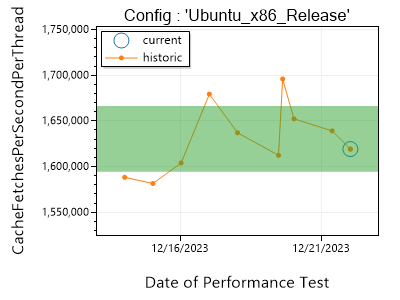 Config : 'Ubuntu_x86_Release'
CacheFetchesPerSecondPerThread
1,750,000
1,700,000
1,650,000
1,600,000
1,550,000
current
historic
12/16/2023
12/21/2023
Date of Performance Test